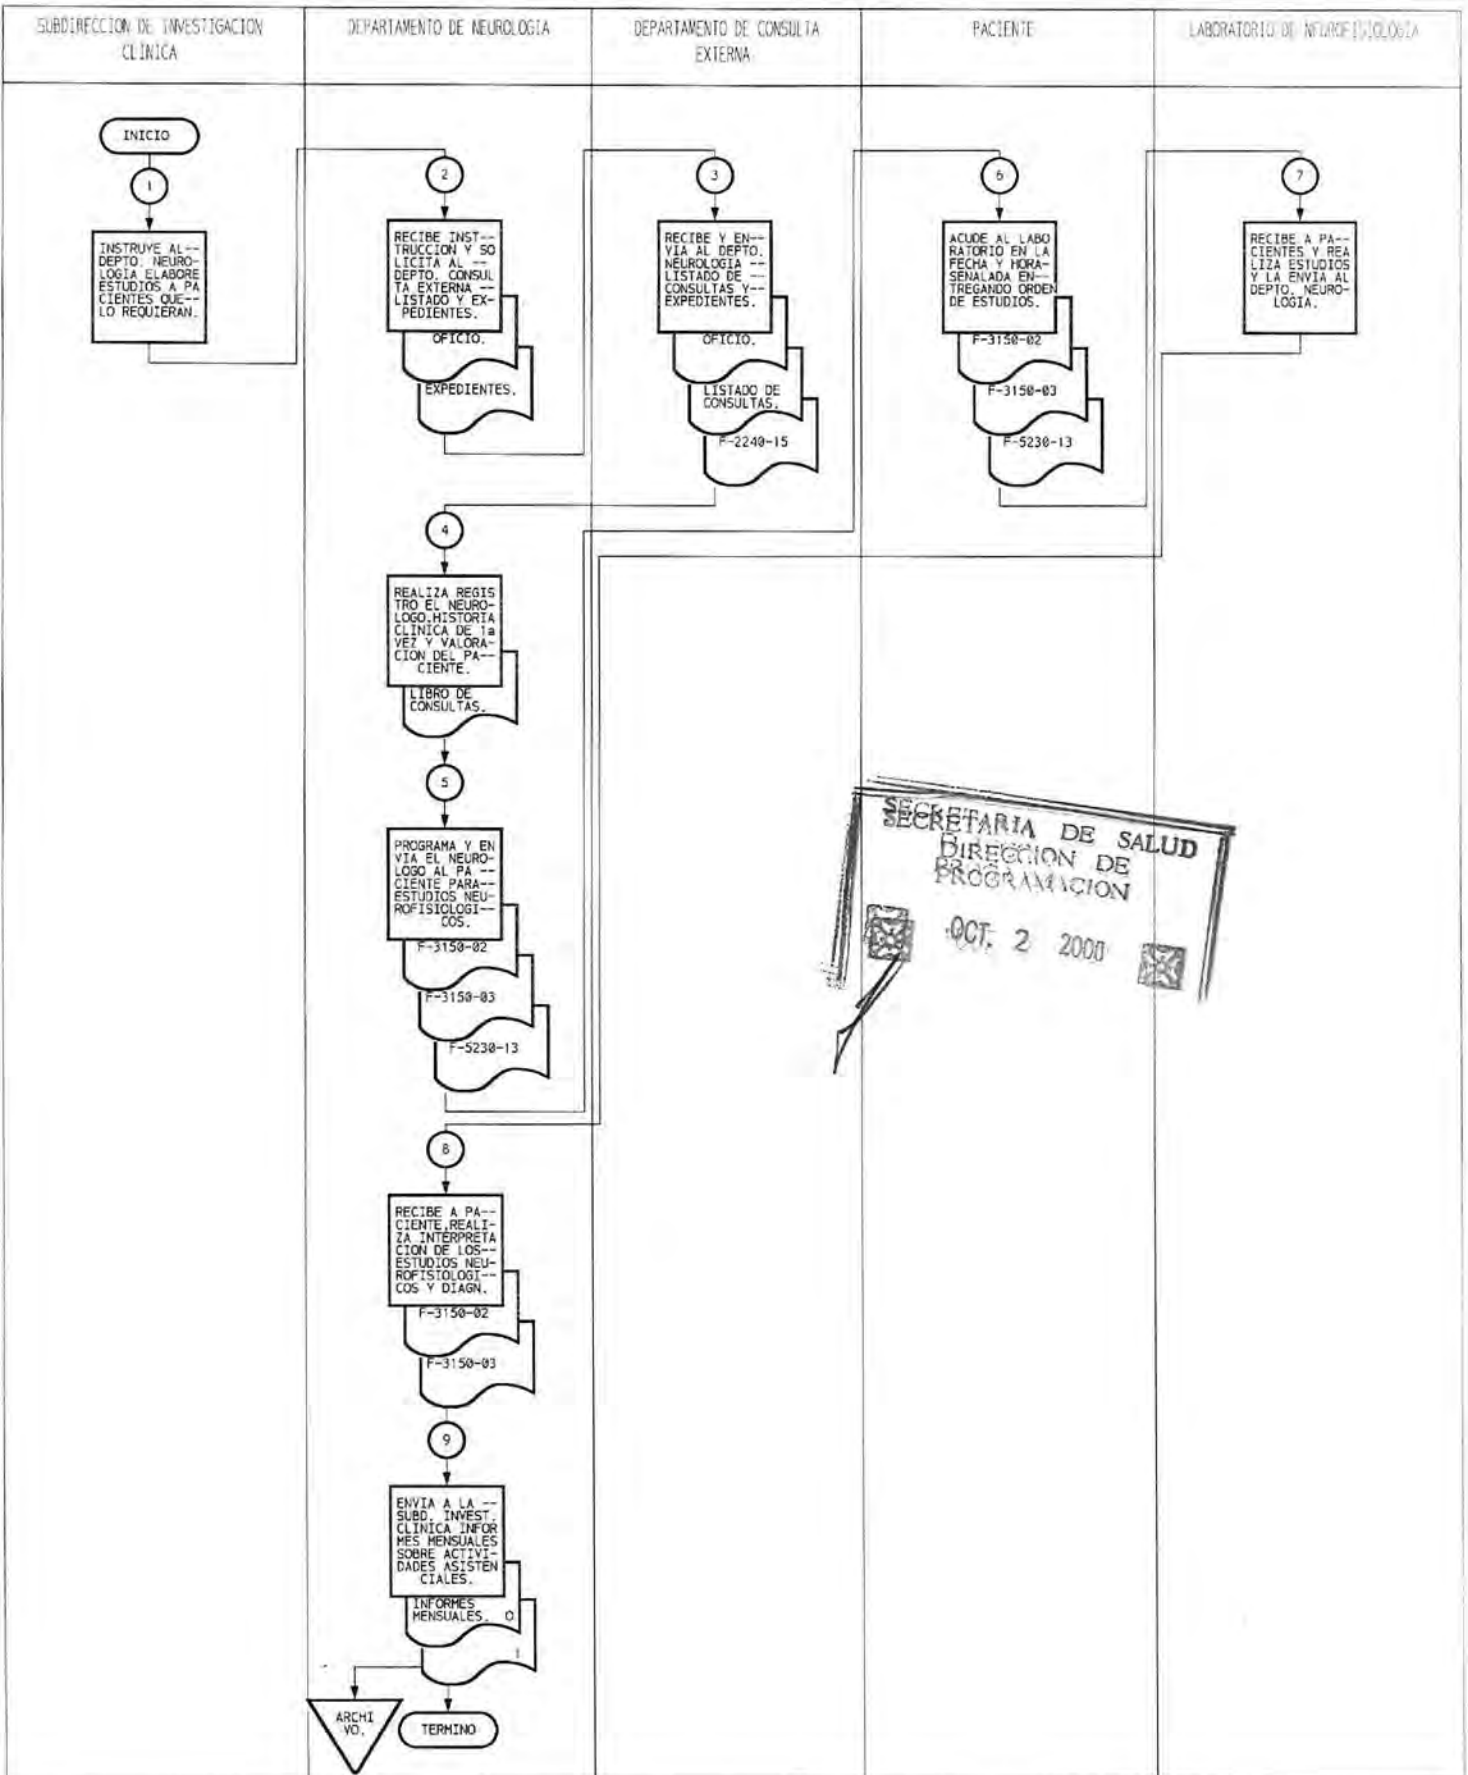 SUBDIRECCION DE INVESTIGACION
CLINICA
DEPARTAMENTO DE NEUROLOGIA
DEPARTAMENTO DE CONSULTA
EXTERNA
PACIENTE
LABORATORIO DE NEUROFISIOLOGIA
INICIO
1
INSTRUYE AL--
DEPTO. NEURO-
LOGIA ELABORE
ESTUDIOS A PA
CIENTES QUE--
LO REQUIERAN.
2
RECIBE INST--
TRUCCION Y SO
LICITA AL --
DEPTO. CONSUL
TA EXTERNA --
LISTADO Y EX-
PEDIENTES.
OFICIO.
EXPEDIENTES.
3
RECIBE Y EN--
VIA AL DEPTO.
NEUROLOGIA --
LISTADO DE --
CONSULTAS Y--
EXPEDIENTES.
OFICIO.
LISTADO DE
CONSULTAS.
F-2240-15
6
ACUDE AL LABO
RATORIO EN LA
FECHA Y HORA-
SENALADA EN--
TREGANDO ORDEN
DE ESTUDIOS.
F-3150-02
F-3150-03
F-5230-13
7
RECIBE A PA--
CIENTES Y REA
LIZA ESTUDIOS
Y LA ENVIA AL
DEPTO. NEURO-
LOGIA.
4
REALIZA REGIS
TRO EL NEURO-
LOGO.HISTORIA
CLINICA DE 1a
VEZ Y VALORA-
CION DEL PA--
CIENTE.
LIBRO DE
CONSULTAS.
5
PROGRAMA Y EN
VIA EL NEURO-
LOGO AL PA --
CIENTE PARA--
ESTUDIOS NEU-
ROFISIOLOGI--
COS.
F-3150-02
F-3150-03
F-5230-13
SECRETARIA DE SALUD
DIRECCION DE
PROGRAMACION
OCT. 2 2000
8
RECIBE A PA--
CIENTE,REALI-
ZA INTERPRETA
CION DE LOS--
ESTUDIOS NEU-
ROFISIOLOGI--
COS Y DIAGN.
F-3150-02
F-3150-03
9
ENVIA A LA --
SUBD. INVEST.
CLINICA INFOR
MES MENSUALES
SOBRE ACTIVI-
DADES ASISTEN
CIALES.
INFORMES
MENSUALES. O
1
ARCHI
VO.
TERMINO